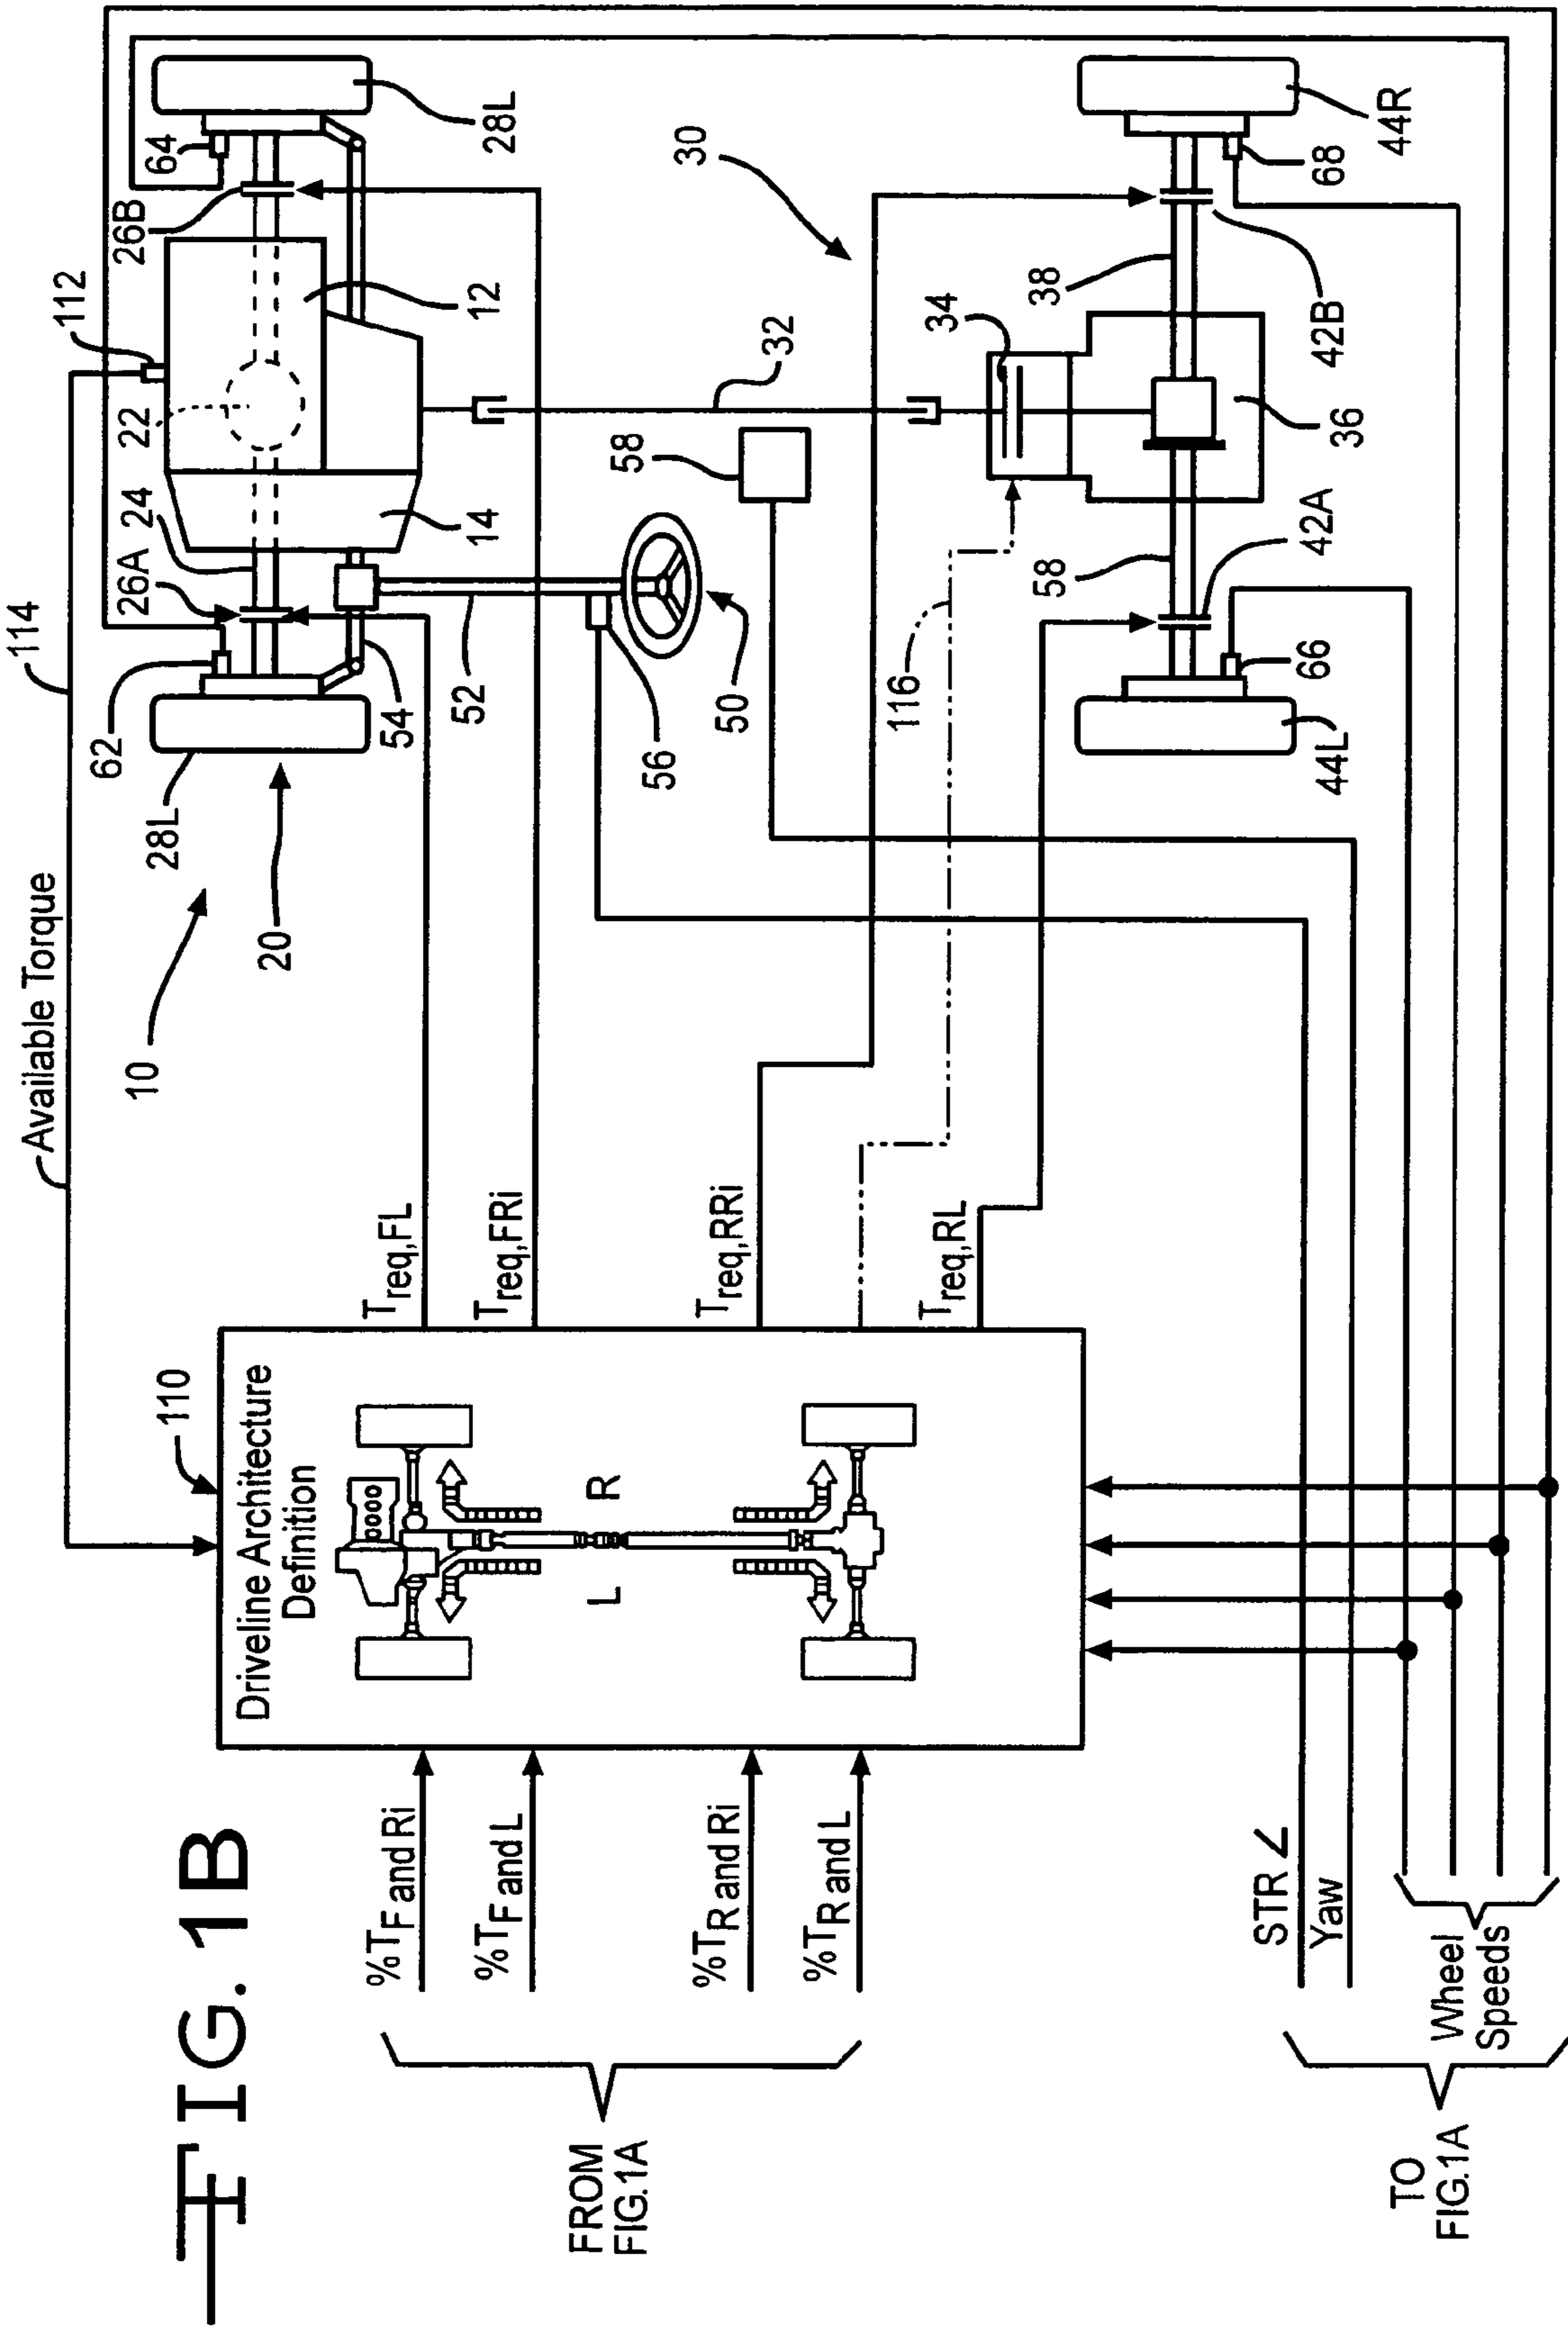 FIG. 1B
Available Torque
114
112
10
20
28L
62
26A
24
22
26B
64
28L
12
14
54
52
56
50
58
32
30
34
116
38
42B
36
58
42A
66
68
44L
44R
110
Driveline Architecture
Definition
L
R
Treq,FL
Treq,FRi
Treq,RRi
Treq,RL
%TF and Ri
%TF and L
%TR and Ri
%TR and L
FROM
FIG.1A
STR ∠
Yaw
Wheel
Speeds
TO
FIG.1A